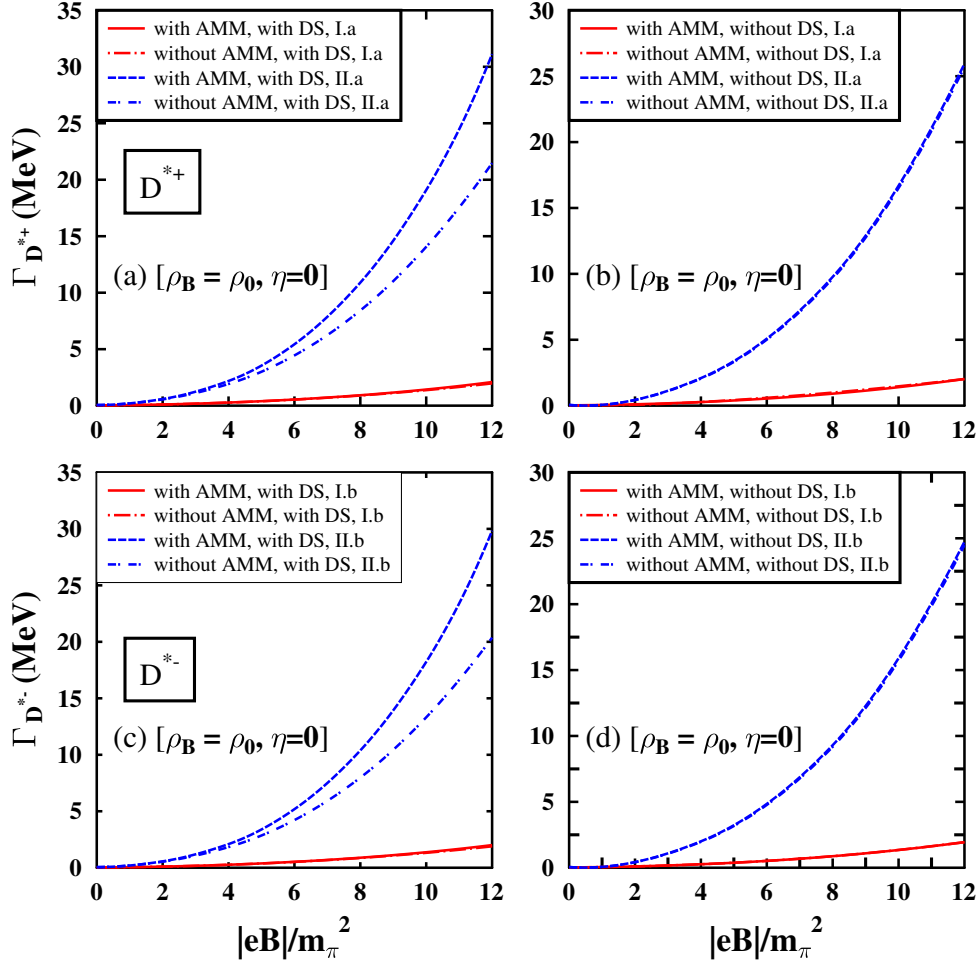 with AMM, with DS, I.a
without AMM, with DS, I.a
with AMM, with DS, II.a
without AMM, with DS, II.a
D*+
(a) [ρB = ρ0, η=0]
ΓD*+ (MeV)
35
30
25
20
15
10
5
0
0 2 4 6 8 10 12
with AMM, without DS, I.a
without AMM, without DS, I.a
with AMM, without DS, II.a
without AMM, without DS, II.a
(b) [ρB = ρ0, η=0]
30
25
20
15
10
5
0
0 2 4 6 8 10 12
with AMM, with DS, I.b
without AMM, with DS, I.b
with AMM, with DS, II.b
without AMM, with DS, II.b
D*-
(c) [ρB = ρ0, η=0]
ΓD*- (MeV)
35
30
25
20
15
10
5
0
0 2 4 6 8 10 12
|eB|/mπ²
with AMM, without DS, I.b
without AMM, without DS, I.b
with AMM, without DS, II.b
without AMM, without DS, II.b
(d) [ρB = ρ0, η=0]
30
25
20
15
10
5
0
0 2 4 6 8 10 12
|eB|/mπ²